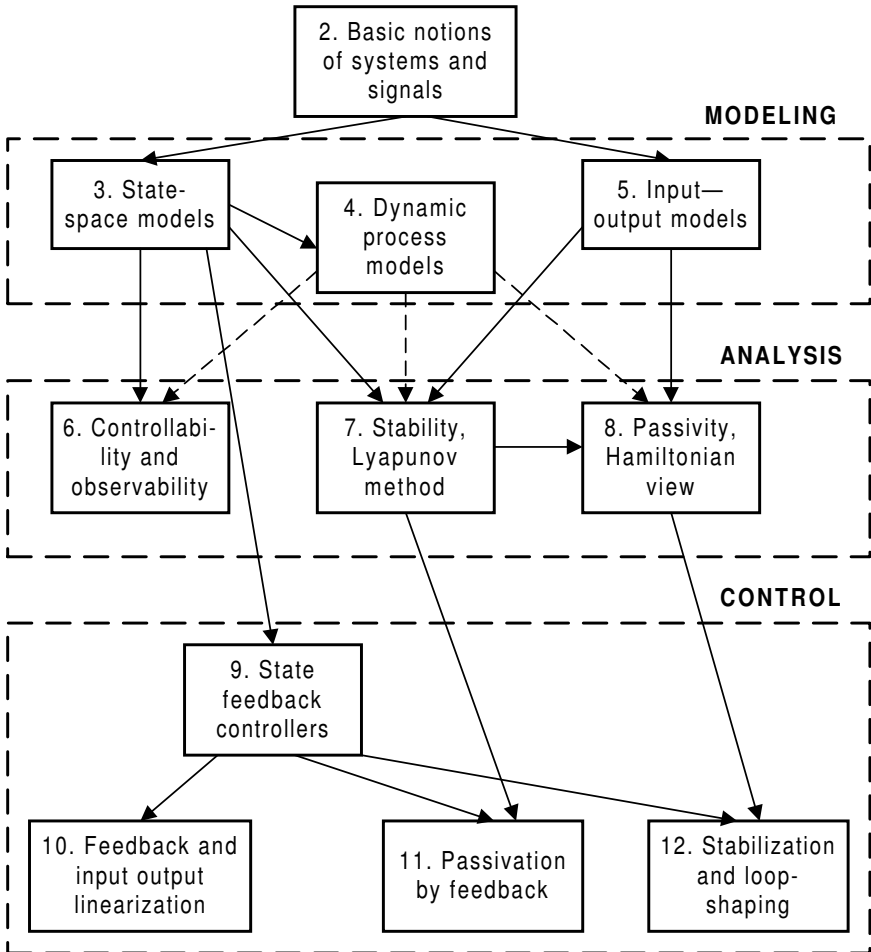 2. Basic notions
of systems and
signals
MODELING
3. State-
space models
4. Dynamic
process
models
5. Input—
output models
ANALYSIS
6. Controllabi-
lity and
observability
7. Stability,
Lyapunov
method
8. Passivity,
Hamiltonian
view
CONTROL
9. State
feedback
controllers
10. Feedback and
input output
linearization
11. Passivation
by feedback
12. Stabilization
and loop-
shaping